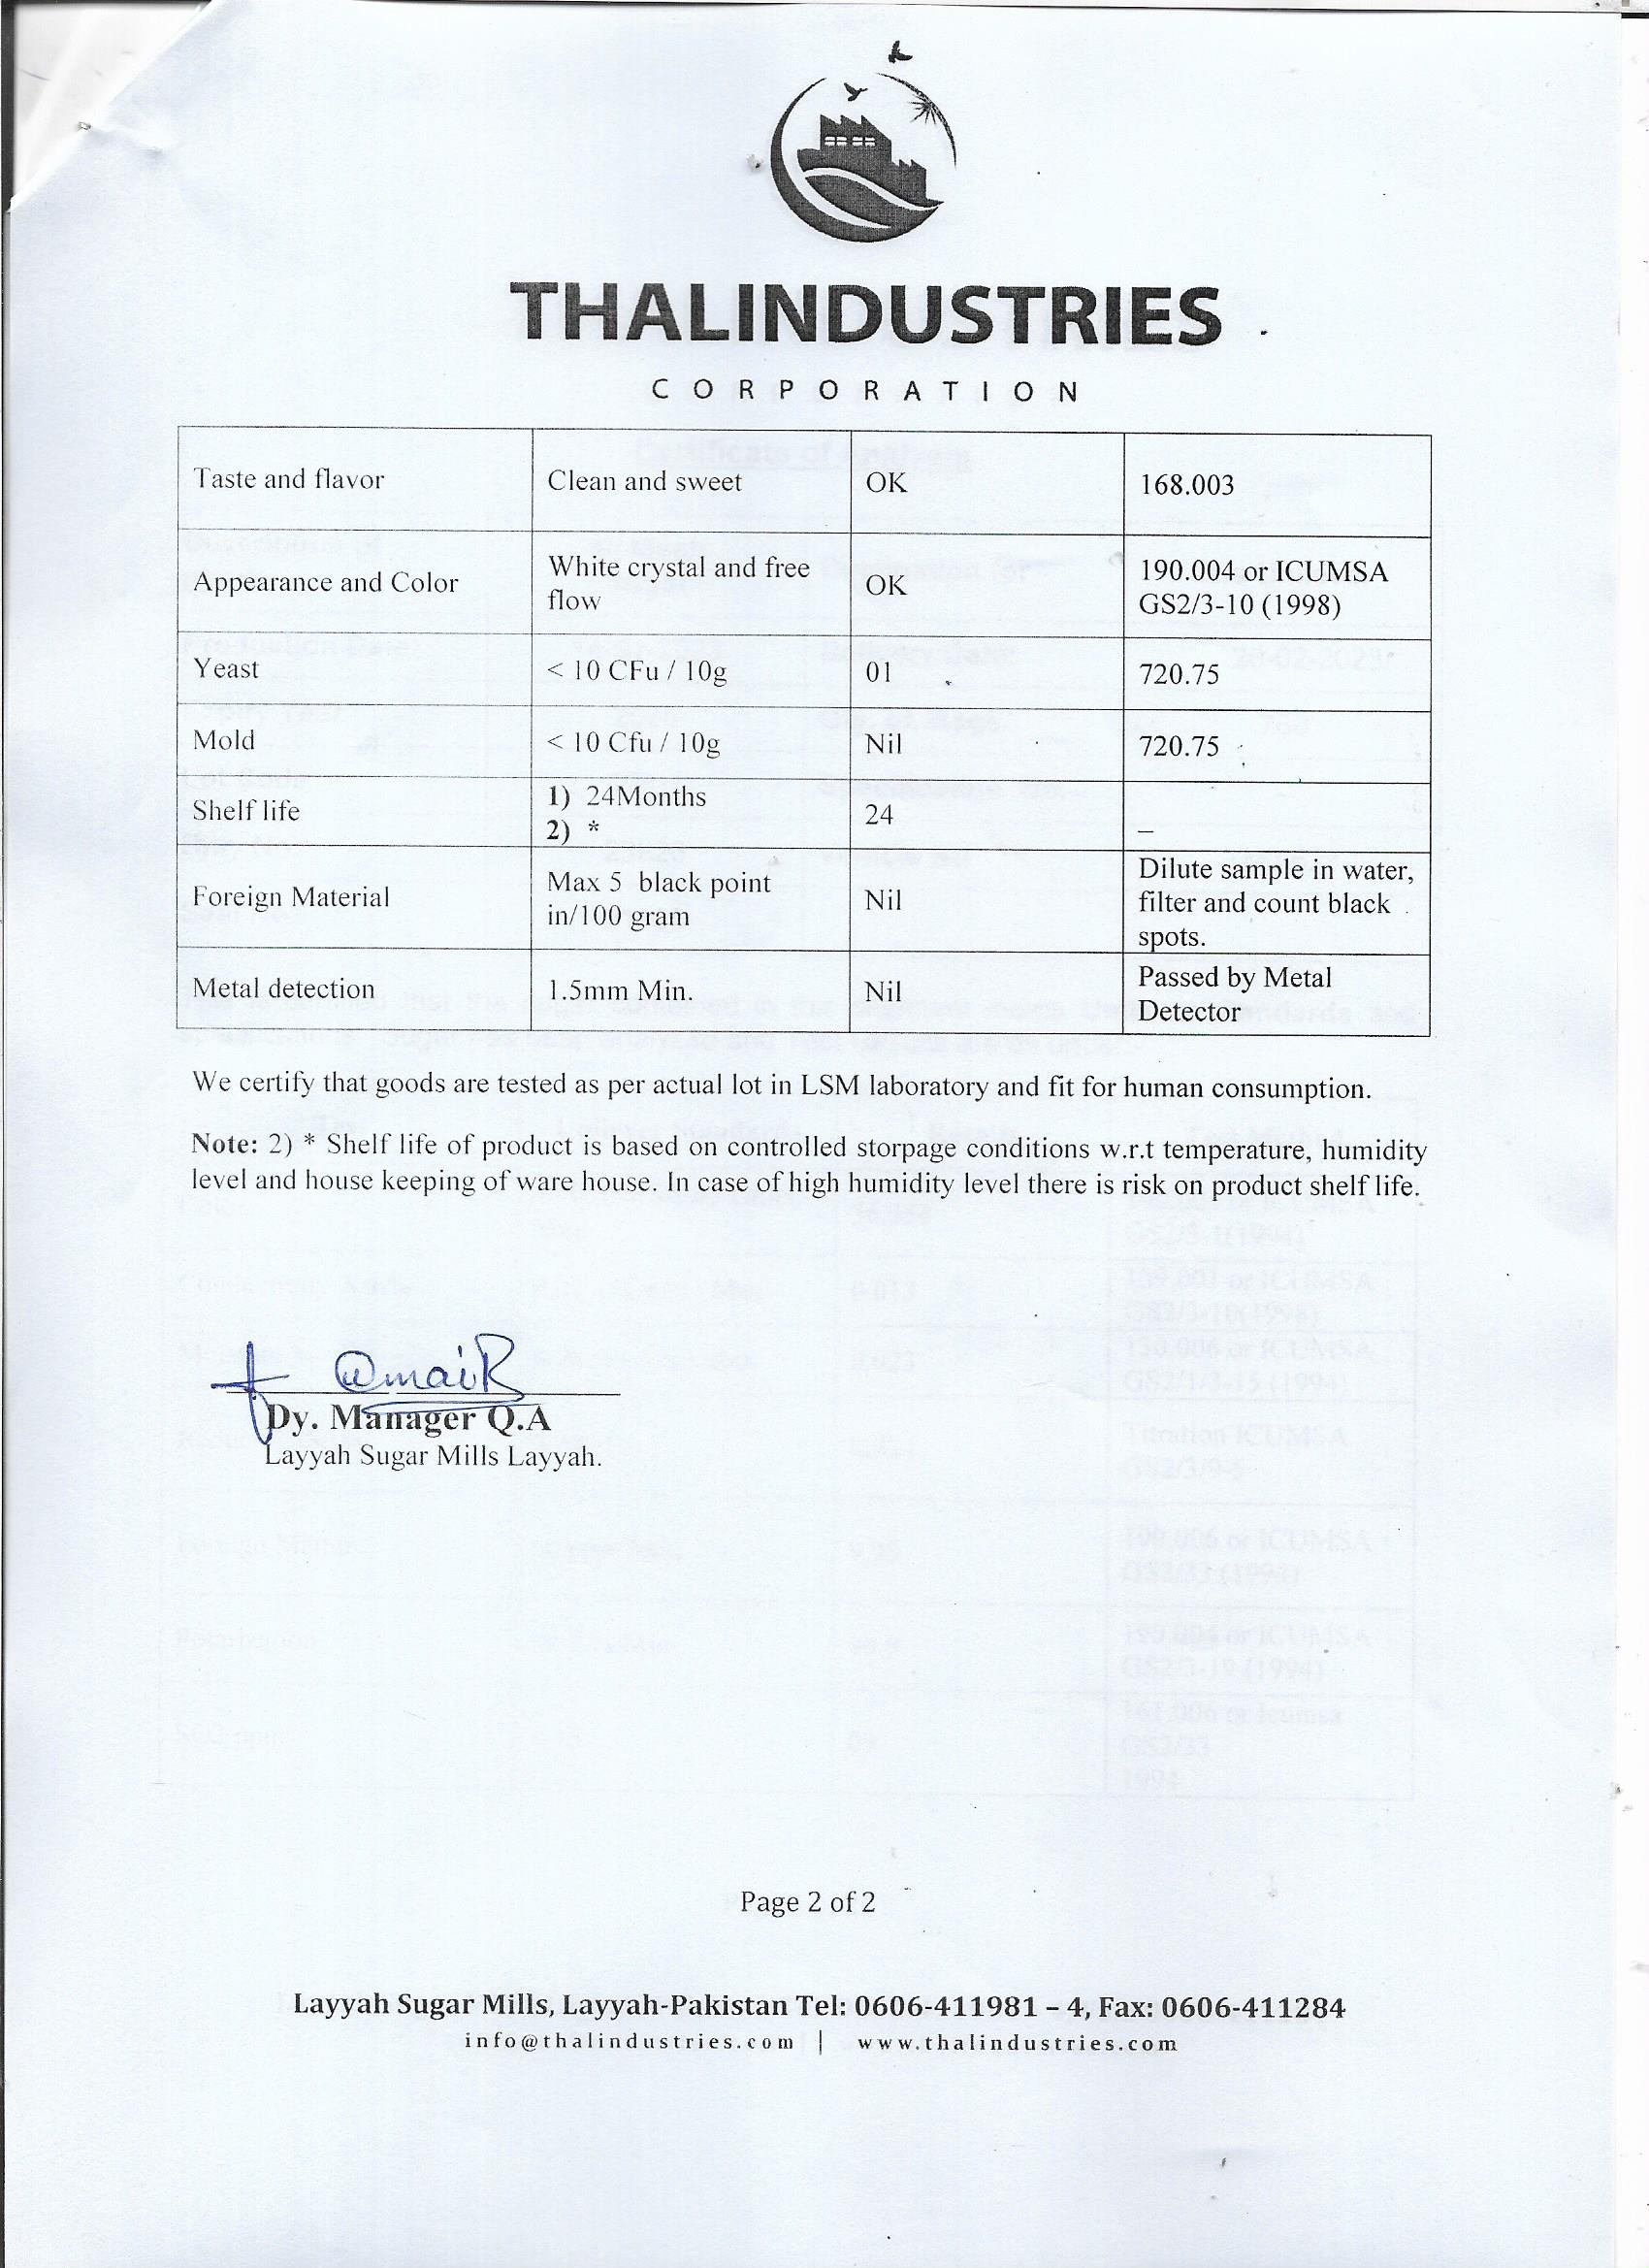 THALINDUSTRIES
CORPORATION
Taste and flavor Clean and sweet OK 168.003
Appearance and Color White crystal and free flow OK 190.004 or ICUMSA GS2/3-10 (1998)
Yeast < 10 CFu / 10g 01 720.75
Mold < 10 Cfu / 10g Nil 720.75
Shelf life 1) 24Months 2) * 24 –
Foreign Material Max 5 black point in/100 gram Nil Dilute sample in water, filter and count black spots.
Metal detection 1.5mm Min. Nil Passed by Metal Detector
We certify that goods are tested as per actual lot in LSM laboratory and fit for human consumption.
Note: 2) * Shelf life of product is based on controlled storpage conditions w.r.t temperature, humidity
level and house keeping of ware house. In case of high humidity level there is risk on product shelf life.
Dy. Manager Q.A
Layyah Sugar Mills Layyah.
Page 2 of 2
Layyah Sugar Mills, Layyah-Pakistan Tel: 0606-411981 – 4, Fax: 0606-411284
info@thalindustries.com | www.thalindustries.com